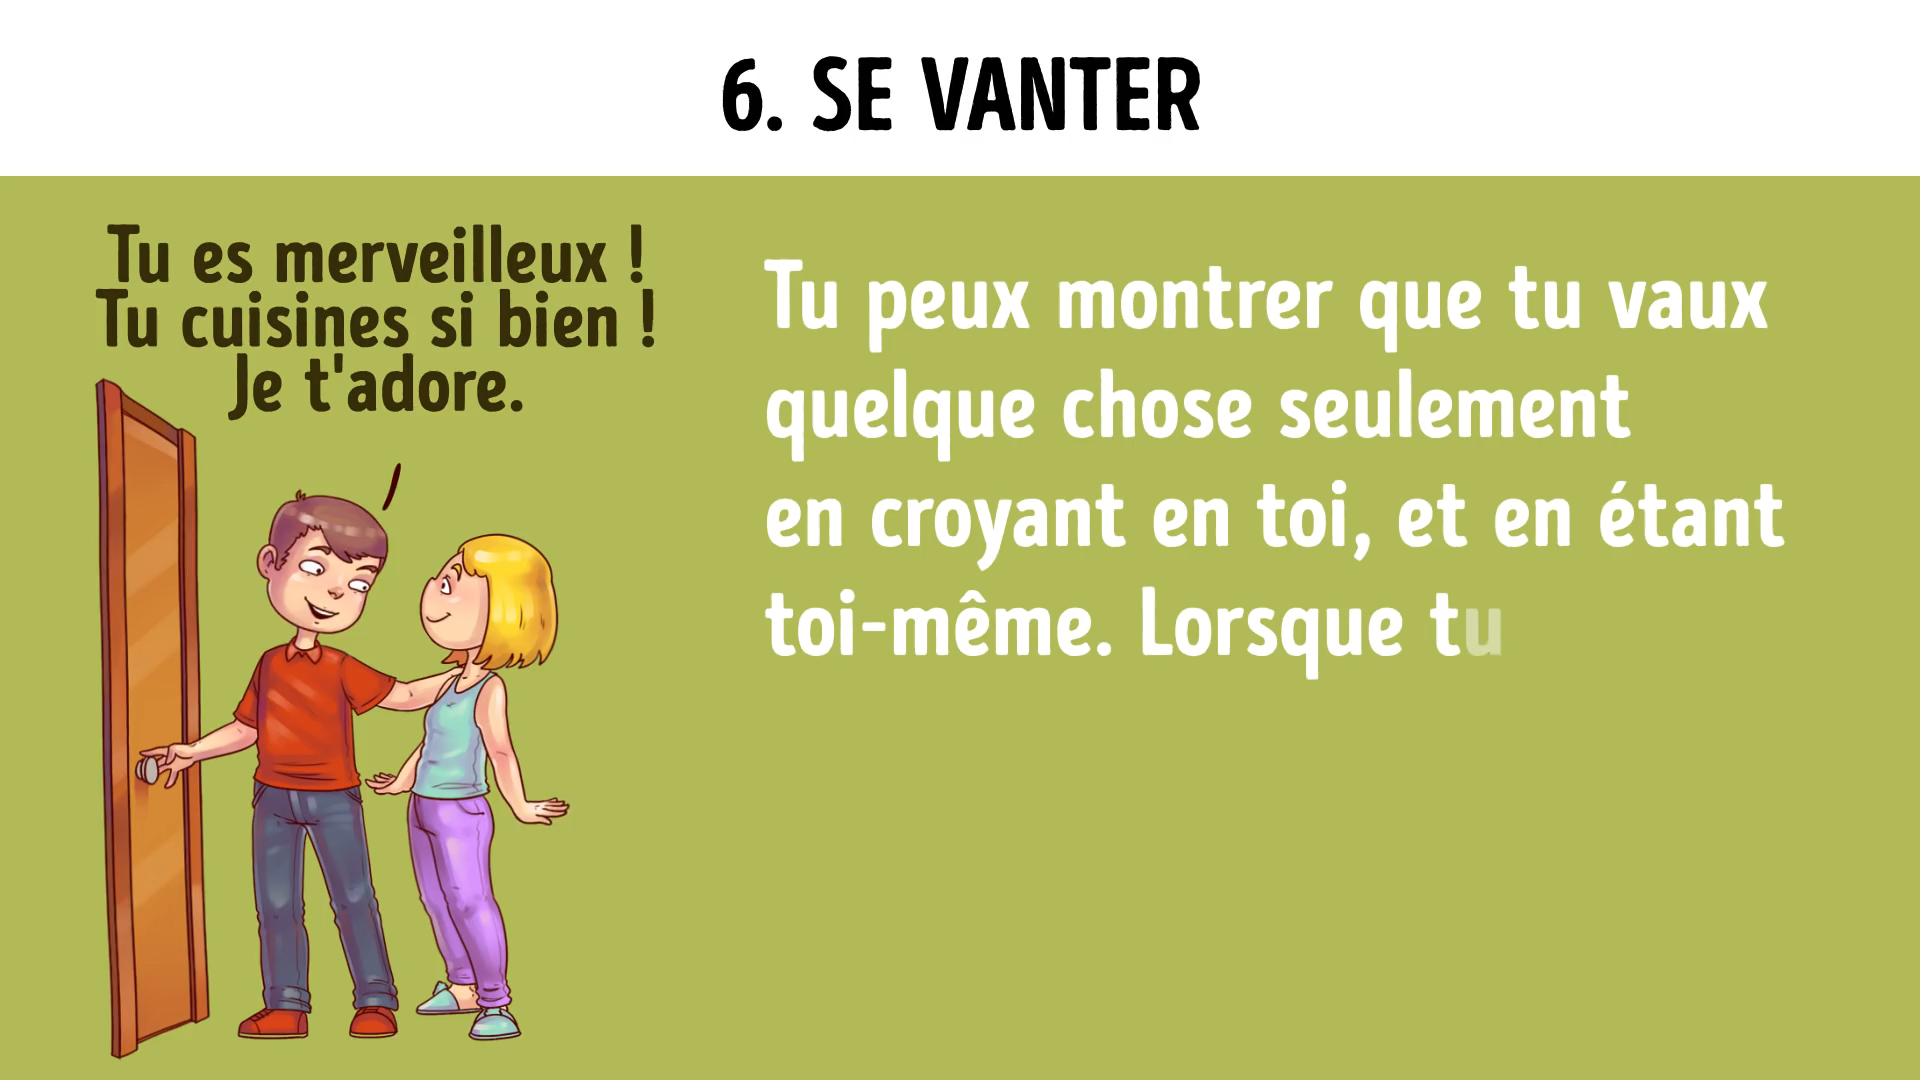 6. SE VANTER
Tu es merveilleux !
Tu cuisines si bien !
Je t'adore.
Tu peux montrer que tu vaux
quelque chose seulement
en croyant en toi, et en étant
toi-même. Lorsque tu